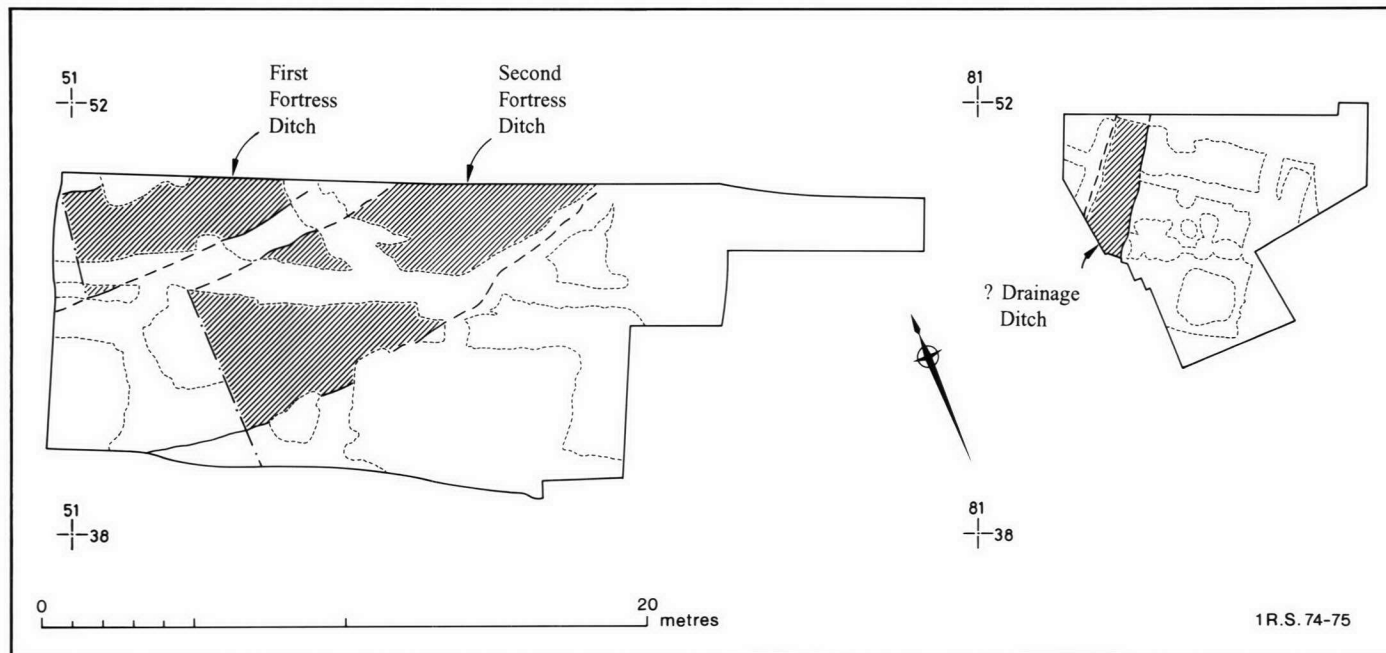 51
52
First
Fortress
Ditch
Second
Fortress
Ditch
81
52
? Drainage
Ditch
51
38
81
38
0
20
metres
1R.S. 74-75